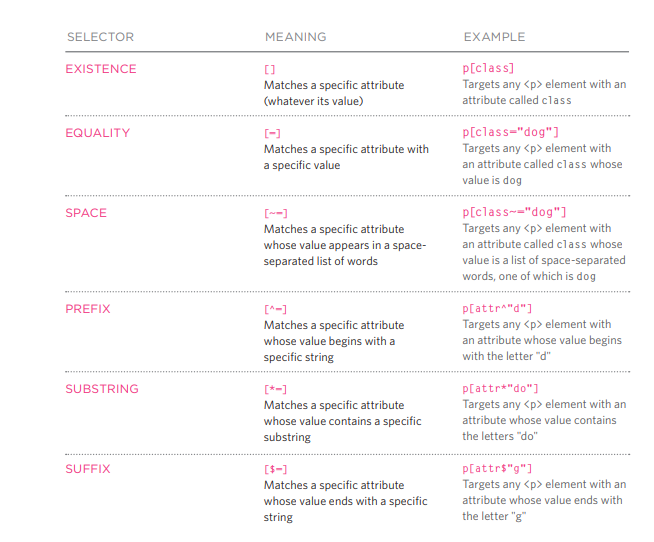 SELECTOR MEANING EXAMPLE
EXISTENCE [] p[class]
Matches a specific attribute Targets any <p> element with an
(whatever its value) attribute called class
EQUALITY [=] p[class="dog"]
Matches a specific attribute with Targets any <p> element with
a specific value an attribute called class whose
value is dog
SPACE [~=] p[class~="dog"]
Matches a specific attribute Targets any <p> element with
whose value appears in a space- an attribute called class whose
separated list of words value is a list of space-separated
words, one of which is dog
PREFIX [^=] p[attr^"d"]
Matches a specific attribute Targets any <p> element with
whose value begins with a an attribute whose value begins
specific string with the letter "d"
SUBSTRING [*=] p[attr*"do"]
Matches a specific attribute Targets any <p> element with an
whose value contains a specific attribute whose value contains
substring the letters "do"
SUFFIX [$=] p[attr$"g"]
Matches a specific attribute Targets any <p> element with an
whose value ends with a specific attribute whose value ends with
string the letter "g"